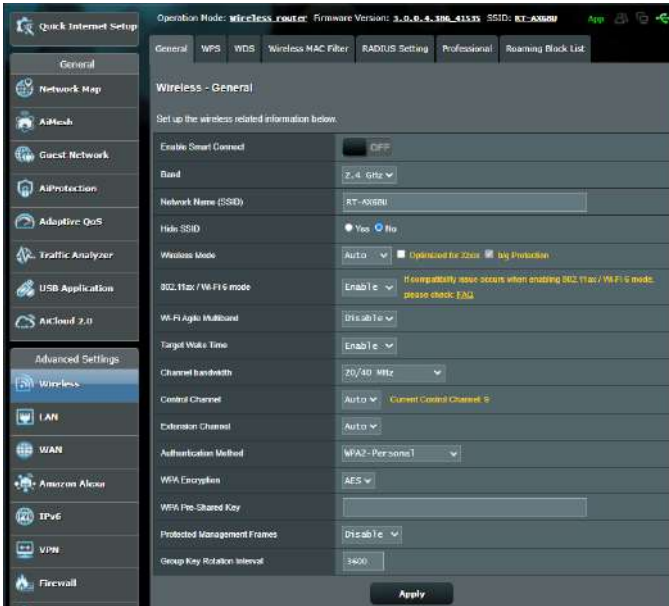 Quick Internet Setup
General
Network Map
AiMesh
Guest Network
AiProtection
Adaptive QoS
Traffic Analyzer
USB Application
AiCloud 2.0
Advanced Settings
Wireless
LAN
WAN
Amazon Alexa
IPv6
VPN
Firewall
Operation Mode: Wireless router Firmware Version: 3.0.0.4.386_41535 SSID: RT-AX68U App
General WPS WDS Wireless MAC Filter RADIUS Setting Professional Roaming Block List
Wireless - General
Set up the wireless related information below.
Enable Smart Connect OFF
Band 2.4 GHz
Network Name (SSID) RT-AX68U
Hide SSID Yes No
Wireless Mode Auto Optimized for Xbox b/g Protection
802.11ax / Wi-Fi 6 mode Enable If compatibility issue occurs when enabling 802.11ax / Wi-Fi 6 mode,
please check: FAQ
Wi-Fi Agile Multiband Disable
Target Wake Time Enable
Channel bandwidth 20/40 MHz
Control Channel Auto Current Control Channel: 9
Extension Channel Auto
Authentication Method WPA2-Personal
WPA Encryption AES
WPA Pre-Shared Key
Protected Management Frames Disable
Group Key Rotation Interval 3600
Apply